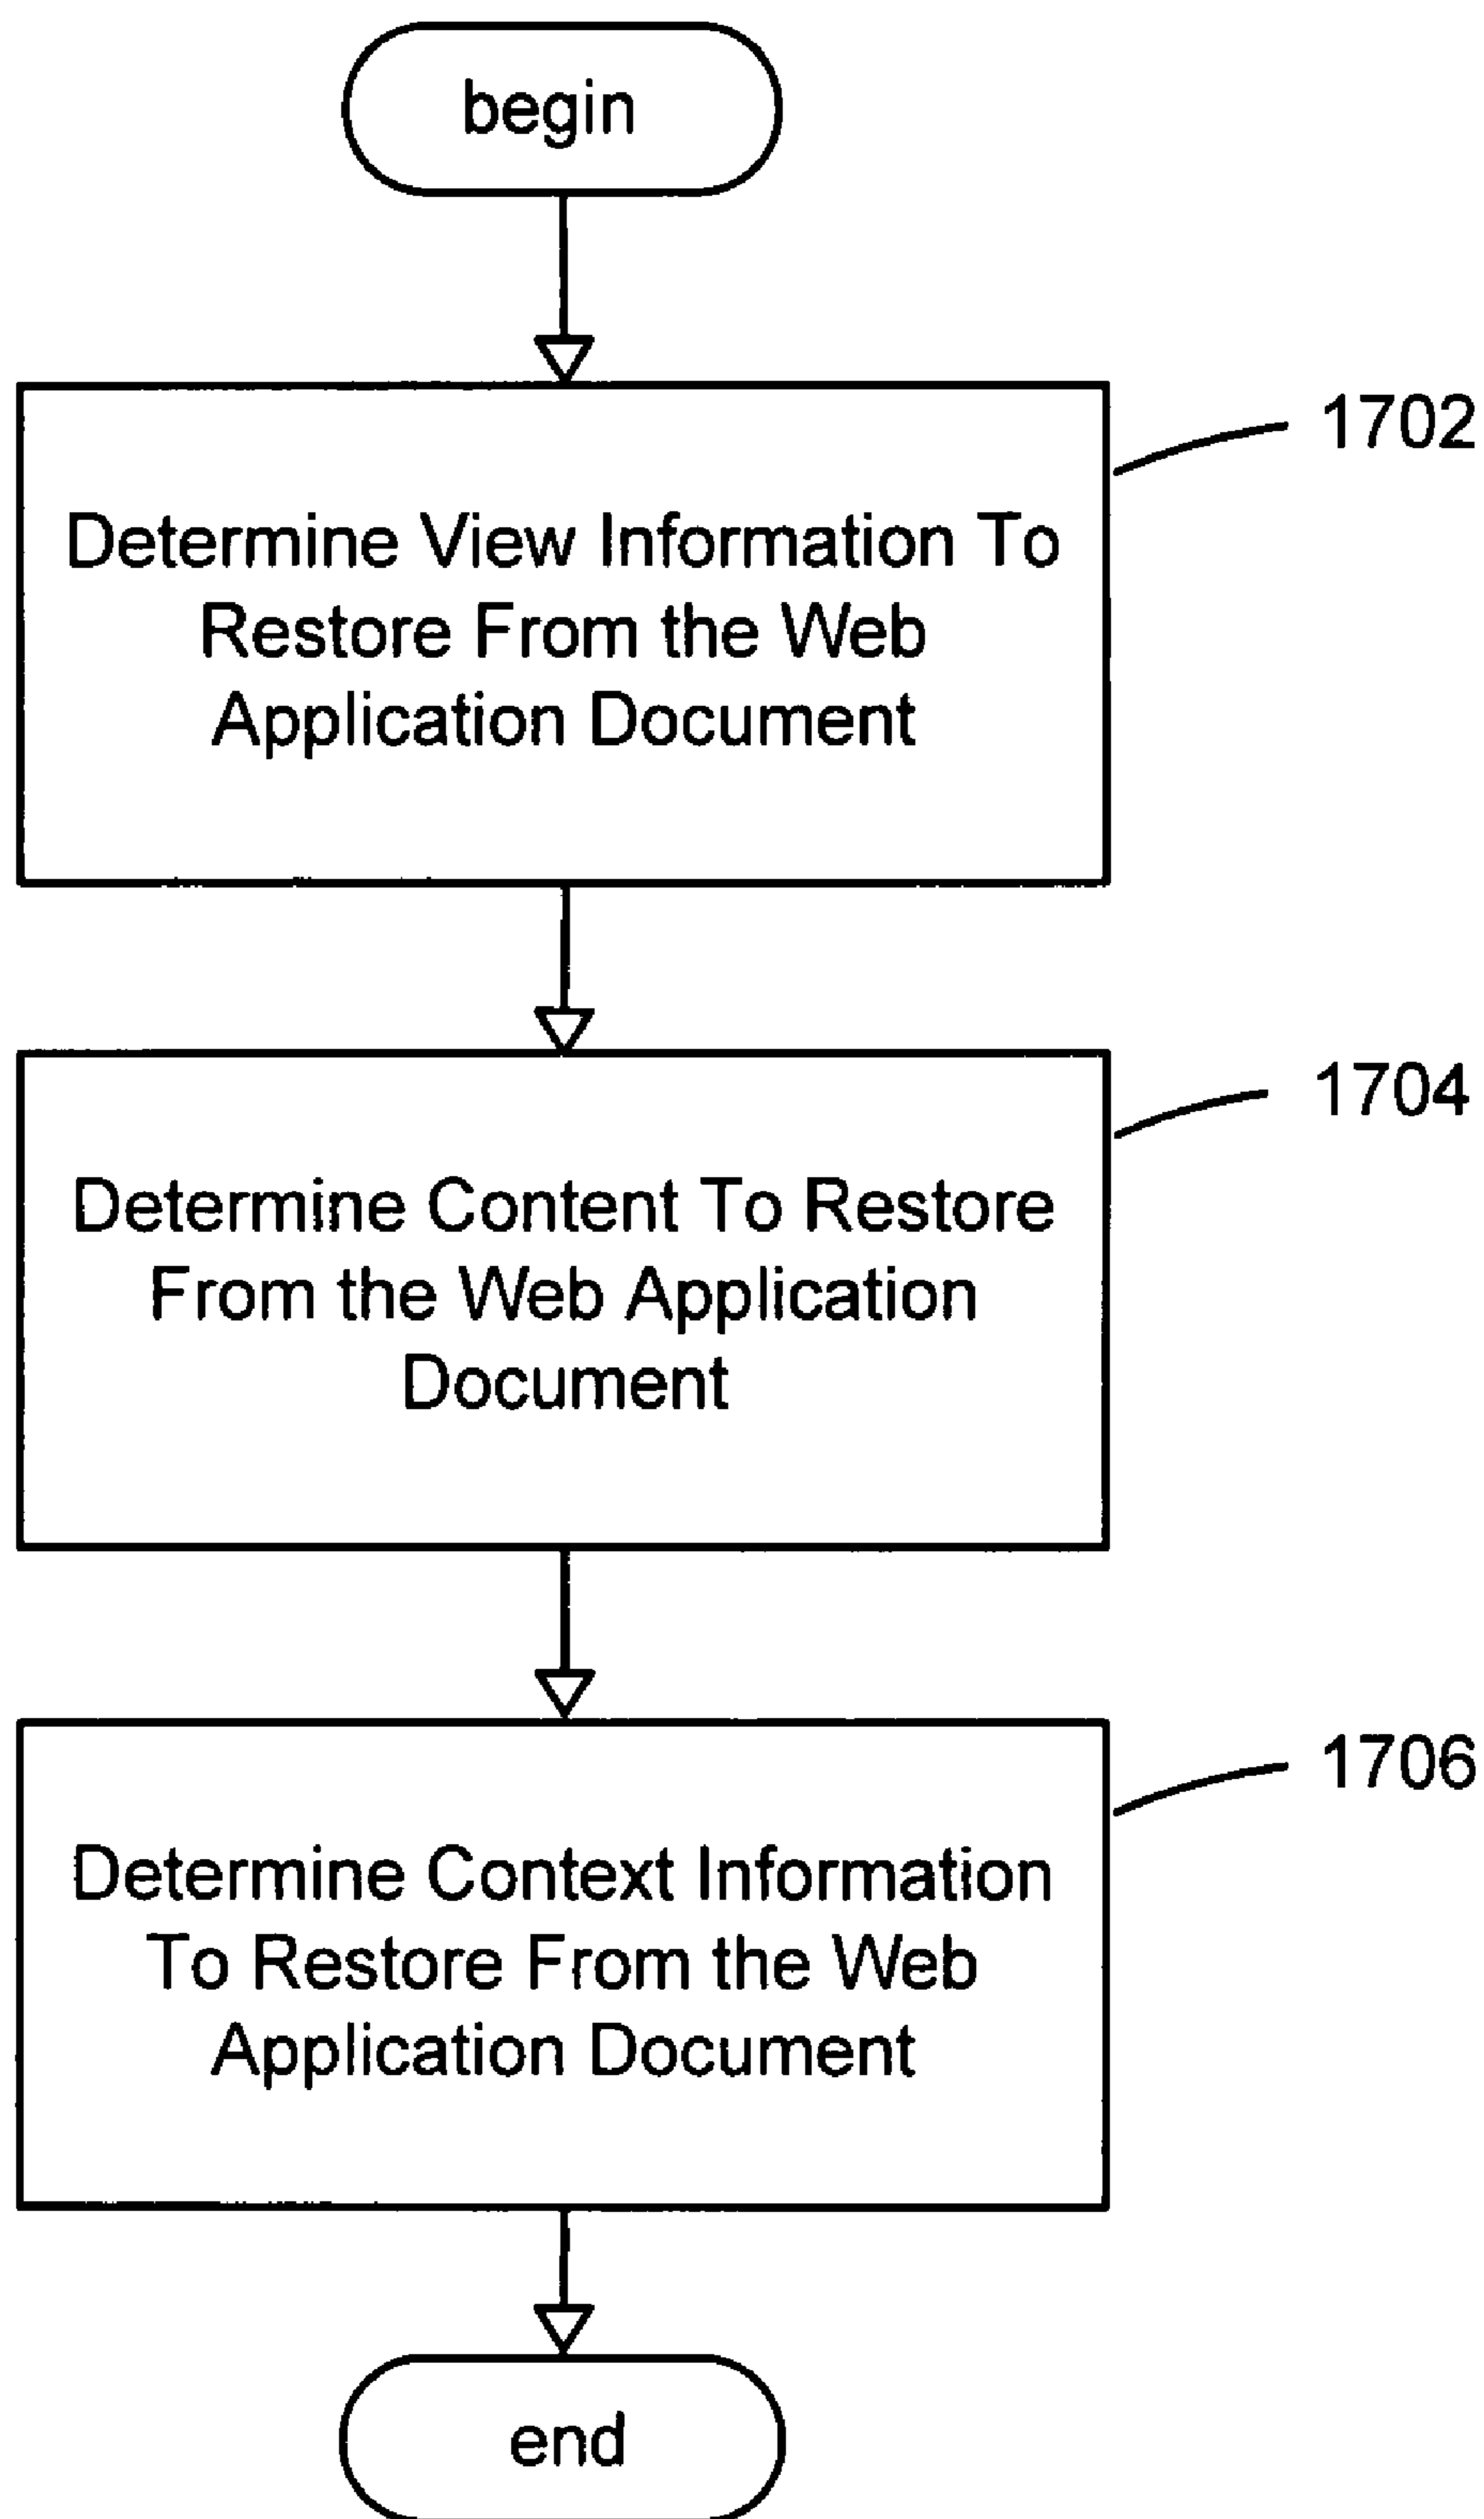 begin
1702
Determine View Information To
Restore From the Web
Application Document
1704
Determine Content To Restore
From the Web Application
Document
1706
Determine Context Information
To Restore From the Web
Application Document
end